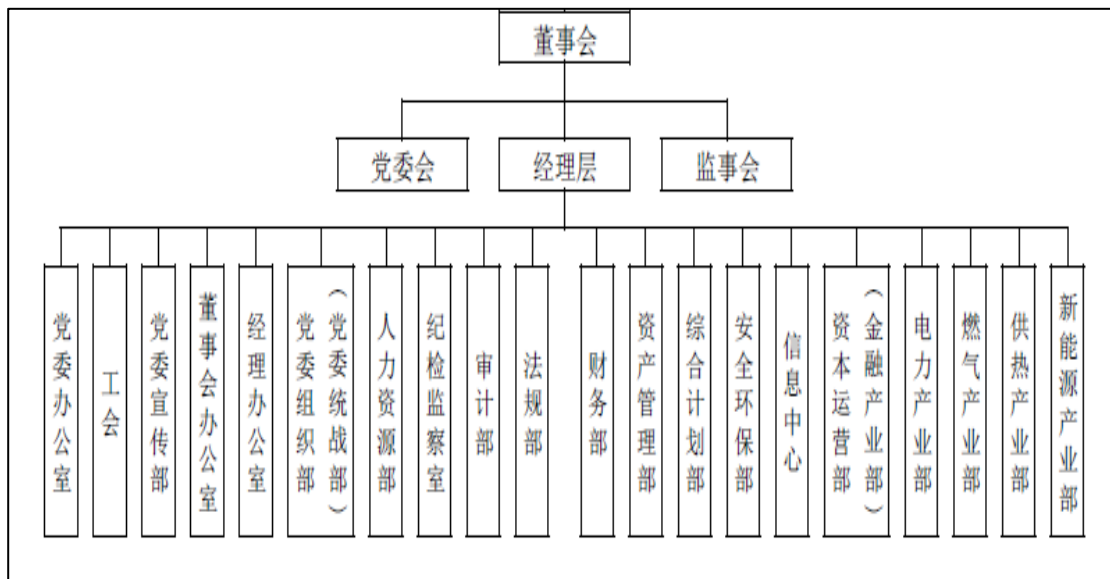 董事会
党委会
经理层
监事会
党委办公室
工会
党委宣传部
董事会办公室
经理办公室
党委组织部
（党委统战部）
人力资源部
纪检监察室
审计部
法规部
财务部
资产管理部
综合计划部
安全环保部
信息中心
资本运营部
（金融产业部）
电力产业部
燃气产业部
供热产业部
新能源产业部